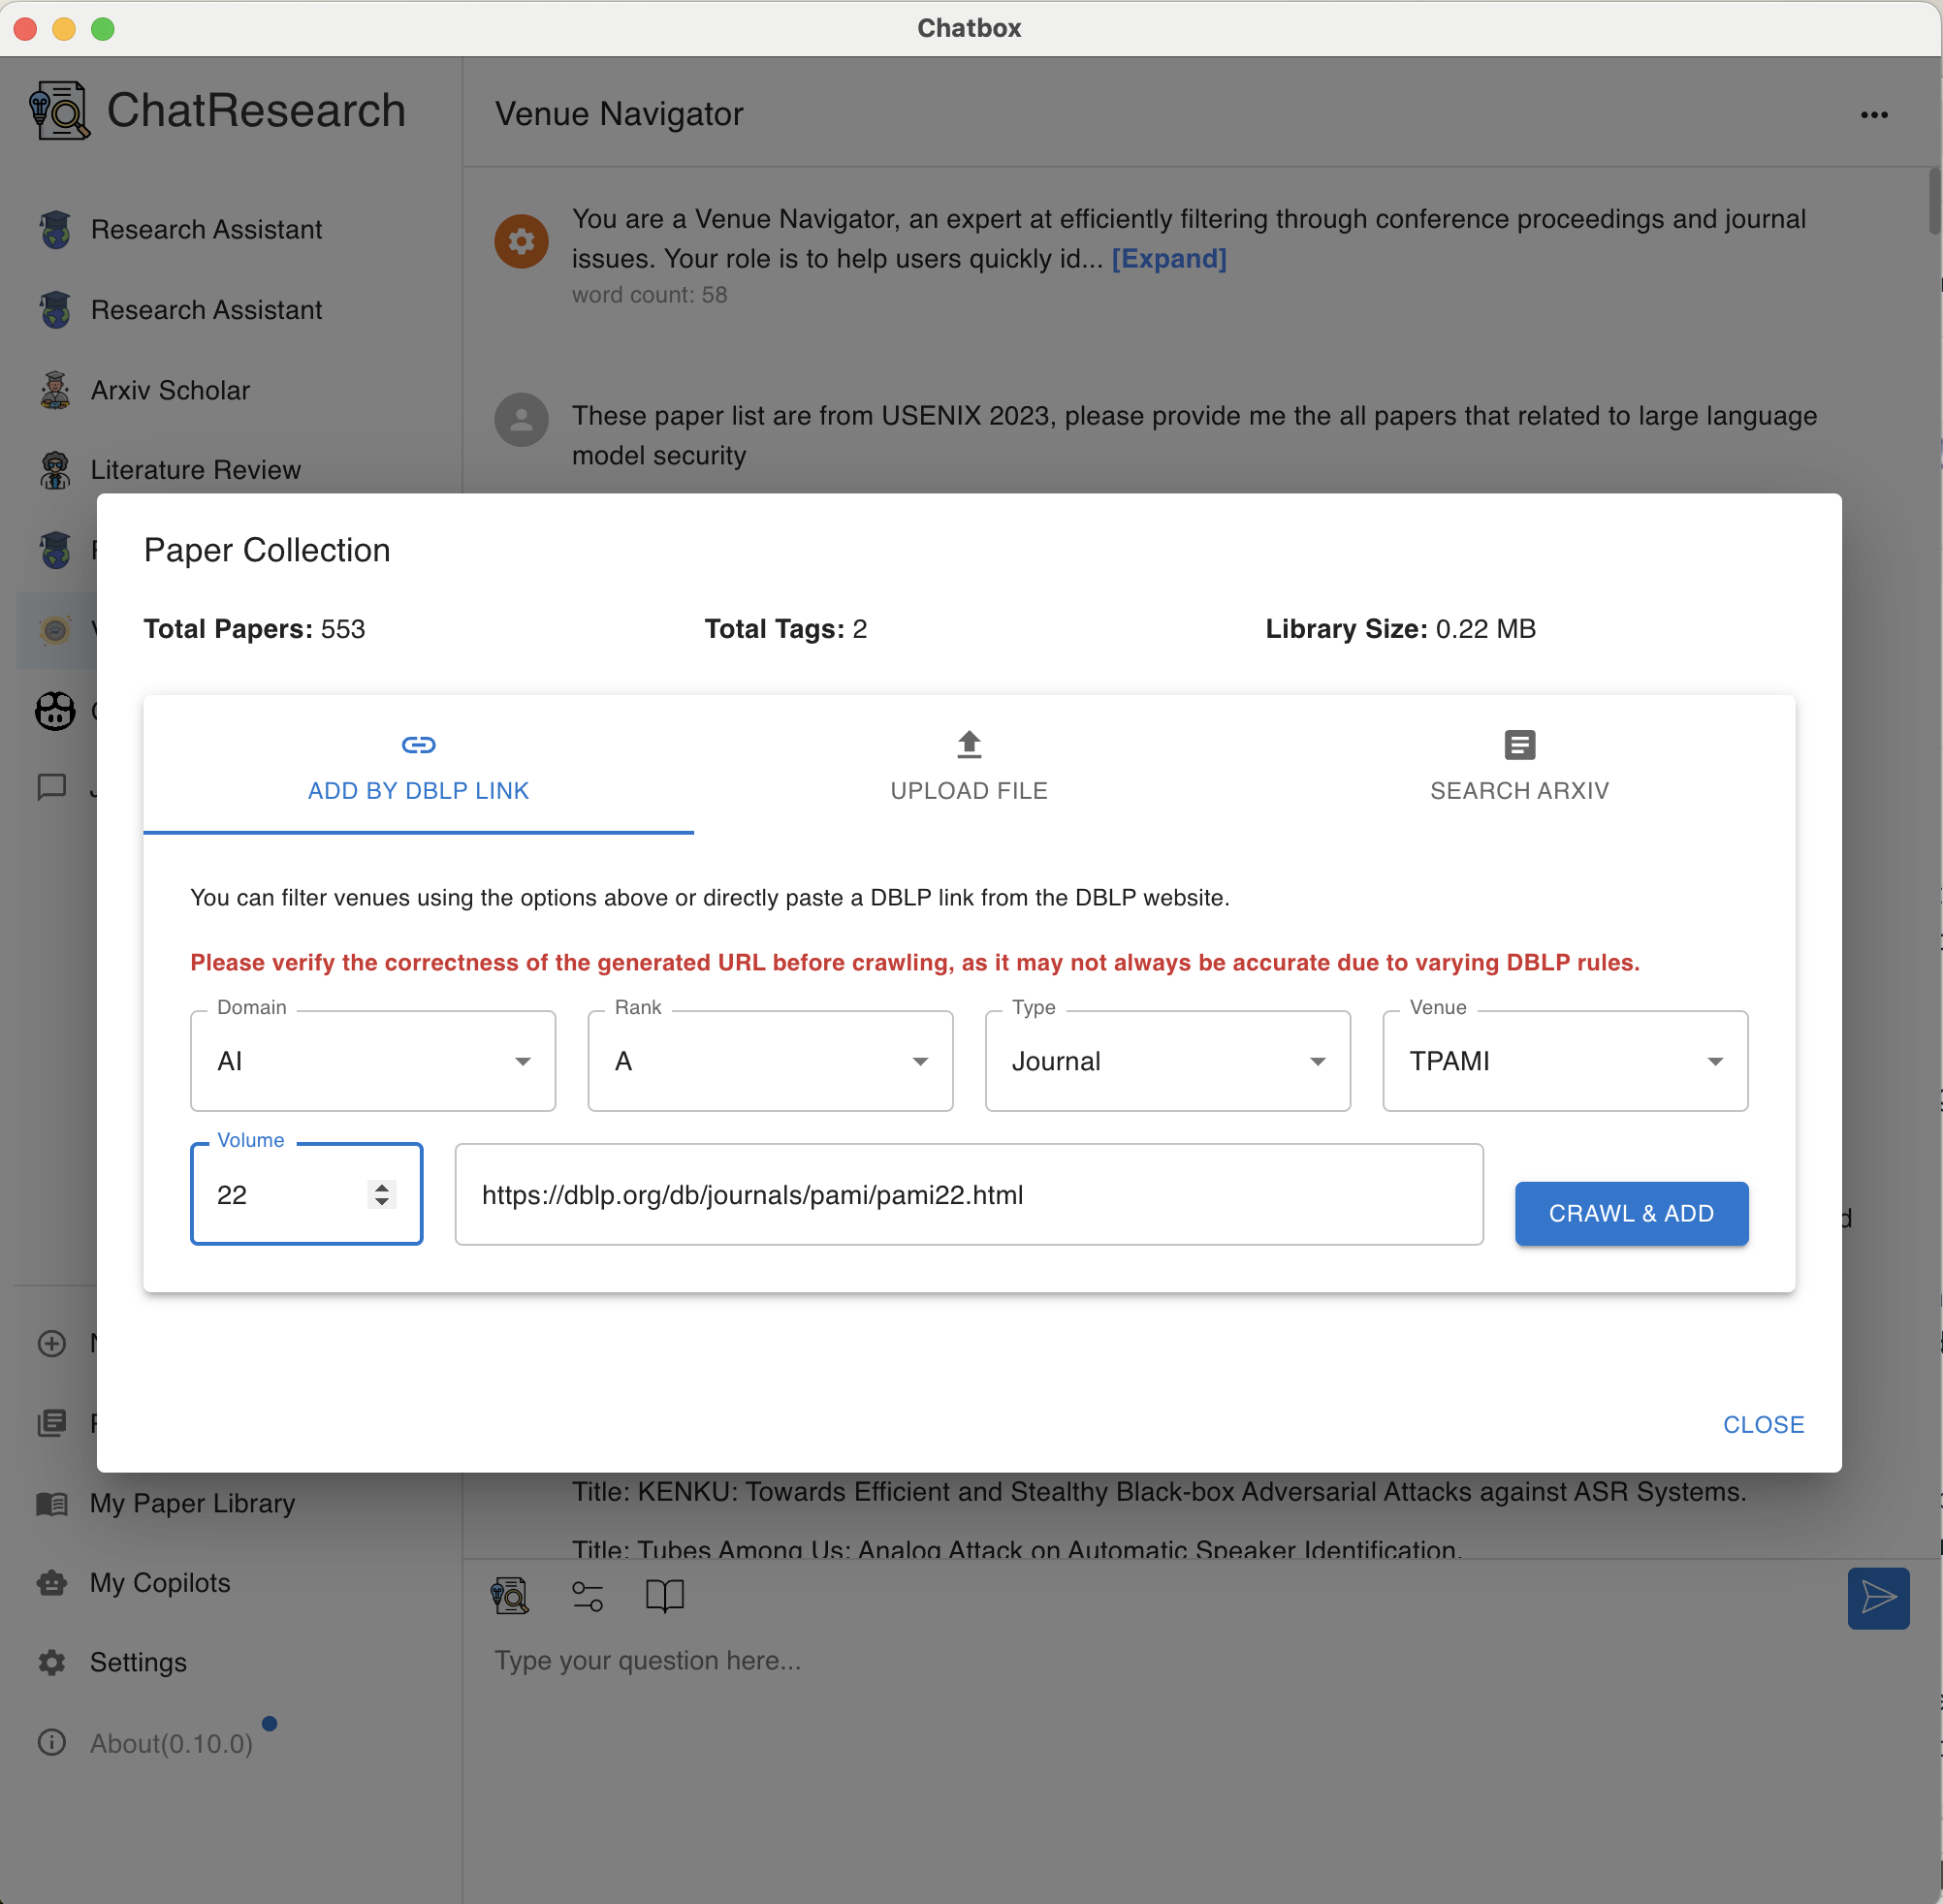 Chatbox
ChatResearch
Venue Navigator
Research Assistant
Research Assistant
Arxiv Scholar
Literature Review
You are a Venue Navigator, an expert at efficiently filtering through conference proceedings and journal
issues. Your role is to help users quickly id... [Expand]
word count: 58
These paper list are from USENIX 2023, please provide me the all papers that related to large language
model security
Paper Collection
Total Papers: 553
Total Tags: 2
Library Size: 0.22 MB
ADD BY DBLP LINK
UPLOAD FILE
SEARCH ARXIV
You can filter venues using the options above or directly paste a DBLP link from the DBLP website.
Please verify the correctness of the generated URL before crawling, as it may not always be accurate due to varying DBLP rules.
Domain
AI
Rank
A
Type
Journal
Venue
TPAMI
Volume
22
https://dblp.org/db/journals/pami/pami22.html
CRAWL & ADD
CLOSE
Title: KENKU: Towards Efficient and Stealthy Black-box Adversarial Attacks against ASR Systems.
Title: Tubes Among Us: Analog Attack on Automatic Speaker Identification.
My Paper Library
My Copilots
Settings
About(0.10.0)
Type your question here...